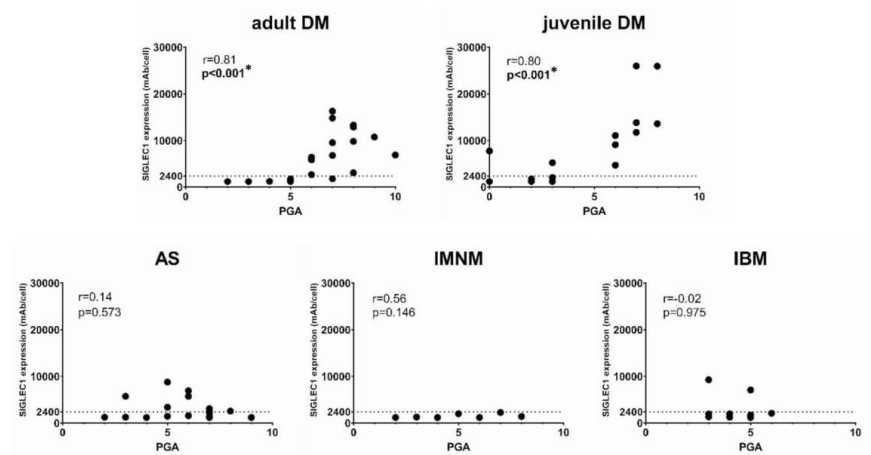 adult DM
30000
20000
10000
2400
0
SIGLEC1 expression (mAb/cell)
r=0.81
p<0.001*
0 5 10
PGA
juvenile DM
30000
20000
10000
2400
0
SIGLEC1 expression (mAb/cell)
r=0.80
p<0.001*
0 5 10
PGA
AS
30000
20000
10000
2400
0
SIGLEC1 expression (mAb/cell)
r=0.14
p=0.573
0 5 10
PGA
IMNM
30000
20000
10000
2400
0
SIGLEC1 expression (mAb/cell)
r=0.56
p=0.146
0 5 10
PGA
IBM
30000
20000
10000
2400
0
SIGLEC1 expression (mAb/cell)
r=-0.02
p=0.975
0 5 10
PGA